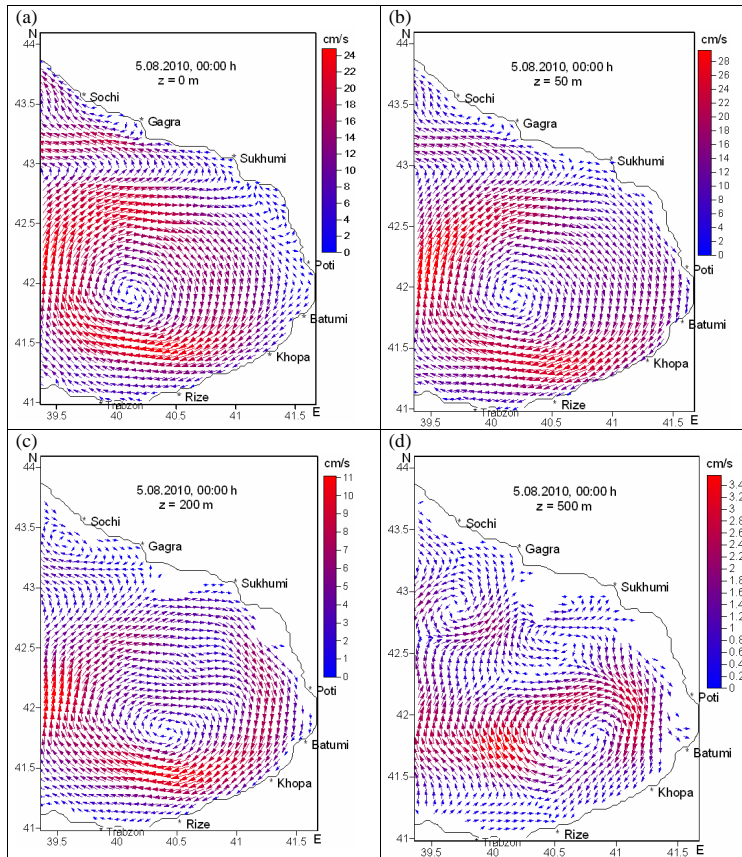 (a)
N
44
cm/s
5.08.2010, 00:00 h
z = 0 m
24
22
20
18
16
14
12
10
8
6
4
2
0
Sochi
43.5
Gagra
43
Sukhumi
42.5
42
Poti
Batumi
41.5
Khopa
41
Rize
Trabzon
39.5
40
40.5
41
41.5
E
(b)
N
44
cm/s
5.08.2010, 00:00 h
z = 50 m
28
26
24
22
20
18
16
14
12
10
8
6
4
2
0
Sochi
43.5
Gagra
43
Sukhumi
42.5
42
Poti
Batumi
41.5
Khopa
41
Rize
Trabzon
39.5
40
40.5
41
41.5
E
(c)
N
44
cm/s
5.08.2010, 00:00 h
z = 200 m
11
10
9
8
7
6
5
4
3
2
1
0
Sochi
43.5
Gagra
43
Sukhumi
42.5
42
Poti
Batumi
41.5
Khopa
41
Rize
Trabzon
39.5
40
40.5
41
41.5
E
(d)
N
44
cm/s
5.08.2010, 00:00 h
z = 500 m
3.4
3.2
3
2.8
2.6
2.4
2.2
2
1.8
1.6
1.4
1.2
1
0.8
0.6
0.4
0.2
0
Sochi
43.5
Gagra
43
Sukhumi
42.5
42
Poti
Batumi
41.5
Khopa
41
Rize
Trabzon
39.5
40
40.5
41
41.5
E